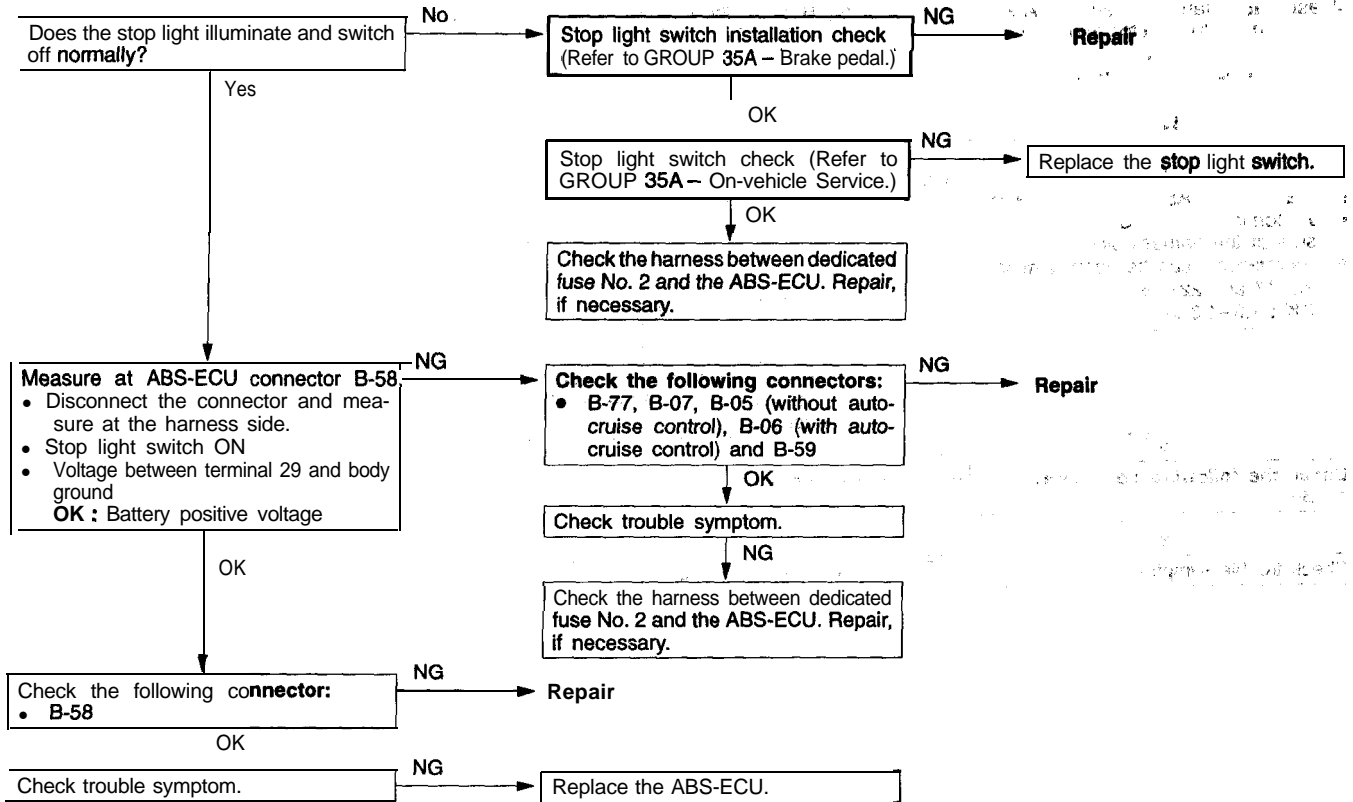 Does the stop light illuminate and switch
off normally?
No
Stop light switch installation check
(Refer to GROUP 35A – Brake pedal.)
NG
Repair
Yes
OK
Stop light switch check (Refer to
GROUP 35A – On-vehicle Service.)
NG
Replace the stop light switch.
OK
Check the harness between dedicated
fuse No. 2 and the ABS-ECU. Repair,
if necessary.
Measure at ABS-ECU connector B-58.
• Disconnect the connector and mea-
sure at the harness side.
• Stop light switch ON
• Voltage between terminal 29 and body
ground
OK : Battery positive voltage
NG
Check the following connectors:
• B-77, B-07, B-05 (without auto-
cruise control), B-06 (with auto-
cruise control) and B-59
NG
Repair
OK
Check trouble symptom.
NG
Check the harness between dedicated
fuse No. 2 and the ABS-ECU. Repair,
if necessary.
OK
Check the following connector:
• B-58
NG
Repair
OK
Check trouble symptom.
NG
Replace the ABS-ECU.